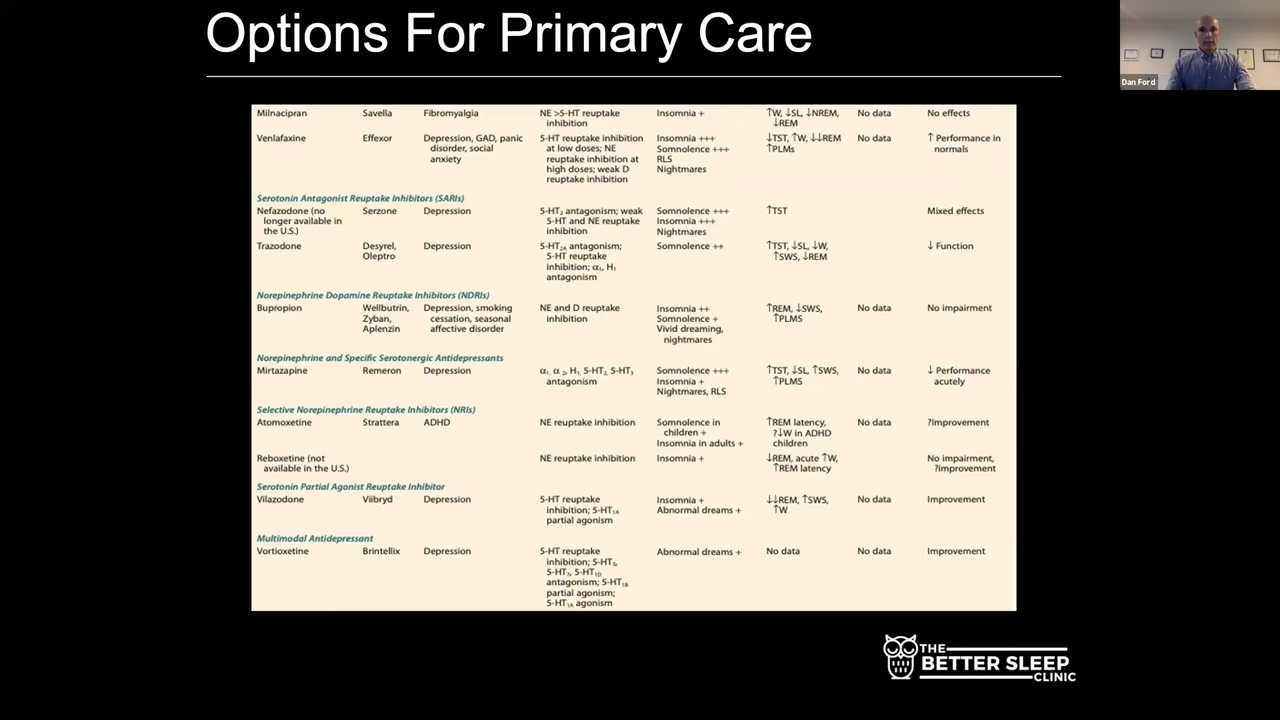 Options For Primary Care
Dan Ford
Milnacipran Savella Fibromyalgia NE >5-HT reuptake inhibition Insomnia + ↑W, ↓SL, ↓NREM, ↓REM No data No effects
Venlafaxine Effexor Depression, GAD, panic disorder, social anxiety 5-HT reuptake inhibition at low doses; NE reuptake inhibition at high doses; weak D reuptake inhibition Insomnia +++ Somnolence +++ RLS Nightmares ↓TST, ↑W, ↓↓REM ↑PLMs No data ↑ Performance in normals
Serotonin Antagonist Reuptake Inhibitors (SARIs)
Nefazodone (no longer available in the U.S.) Serzone Depression 5-HT₂ antagonism; weak 5-HT and NE reuptake inhibition Somnolence +++ Insomnia +++ Nightmares ↑TST Mixed effects
Trazodone Desyrel, Oleptro Depression 5-HT2A antagonism; 5-HT reuptake inhibition; α₁, H₁ antagonism Somnolence ++ ↑TST, ↓SL, ↓W, ↑SWS, ↓REM ↓ Function
Norepinephrine Dopamine Reuptake Inhibitors (NDRIs)
Bupropion Wellbutrin, Zyban, Aplenzin Depression, smoking cessation, seasonal affective disorder NE and D reuptake inhibition Insomnia ++ Somnolence + Vivid dreaming, nightmares ↑REM, ↓SWS, ↑PLMS No data No impairment
Norepinephrine and Specific Serotonergic Antidepressants
Mirtazapine Remeron Depression α₁, α ₂, H₁, 5-HT₂, 5-HT₃ antagonism Somnolence +++ Insomnia + Nightmares, RLS ↑TST, ↓SL, ↑SWS, ↑PLMS No data ↓ Performance acutely
Selective Norepinephrine Reuptake Inhibitors (NRIs)
Atomoxetine Strattera ADHD NE reuptake inhibition Somnolence in children + Insomnia in adults + ↑REM latency, ?↓W in ADHD children No data ?Improvement
Reboxetine (not available in the U.S.) NE reuptake inhibition Insomnia + ↓REM, acute ↑W, ↑REM latency No impairment, ?improvement
Serotonin Partial Agonist Reuptake Inhibitor
Vilazodone Viibryd Depression 5-HT reuptake inhibition; 5-HT1A partial agonism Insomnia + Abnormal dreams + ↓↓REM, ↑SWS, ↑W No data Improvement
Multimodal Antidepressant
Vortioxetine Brintellix Depression 5-HT reuptake inhibition; 5-HT₃, 5-HT₇, 5-HT1D antagonism; 5-HT1B partial agonism; 5-HT1A agonism Abnormal dreams + No data No data Improvement
THE
BETTER SLEEP
CLINIC